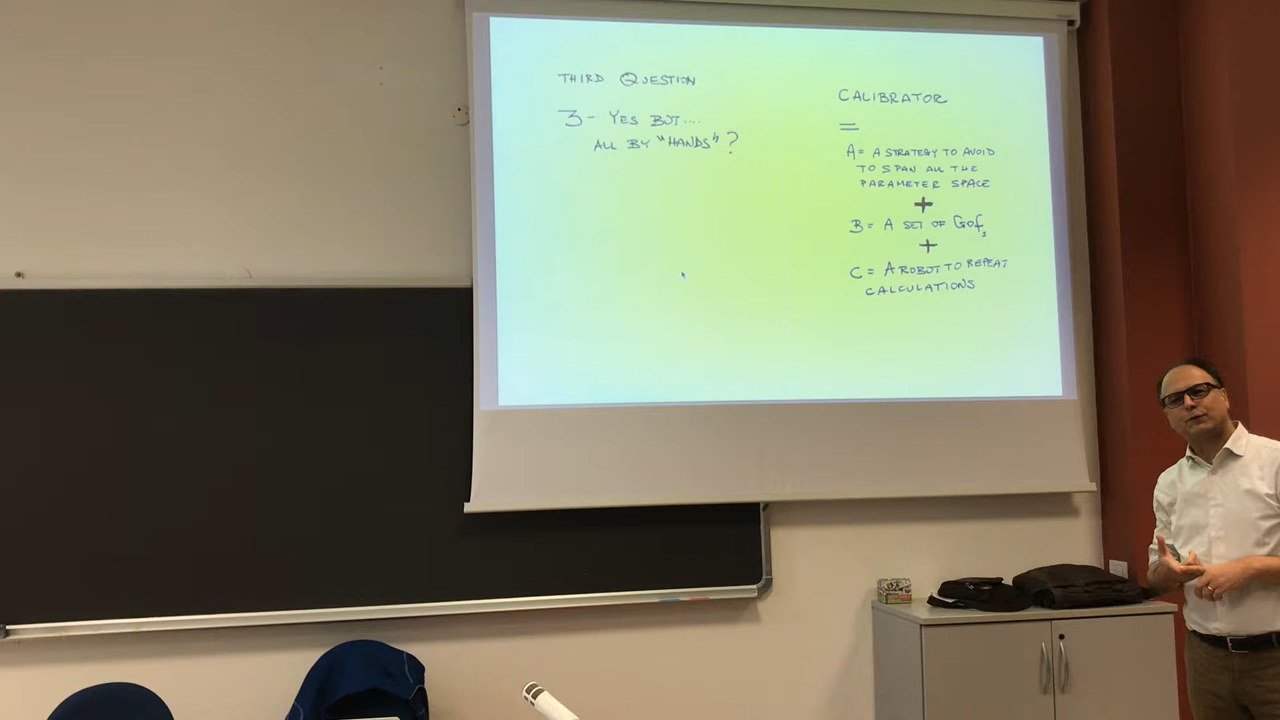 THIRD QUESTION
3- YES BUT....
ALL BY "HANDS"?
CALIBRATOR
=
A= A STRATEGY TO AVOID
TO SPAN ALL THE
PARAMETER SPACE
+
B= A SET OF GOFs
+
C= A ROBOT TO REPEAT
CALCULATIONS